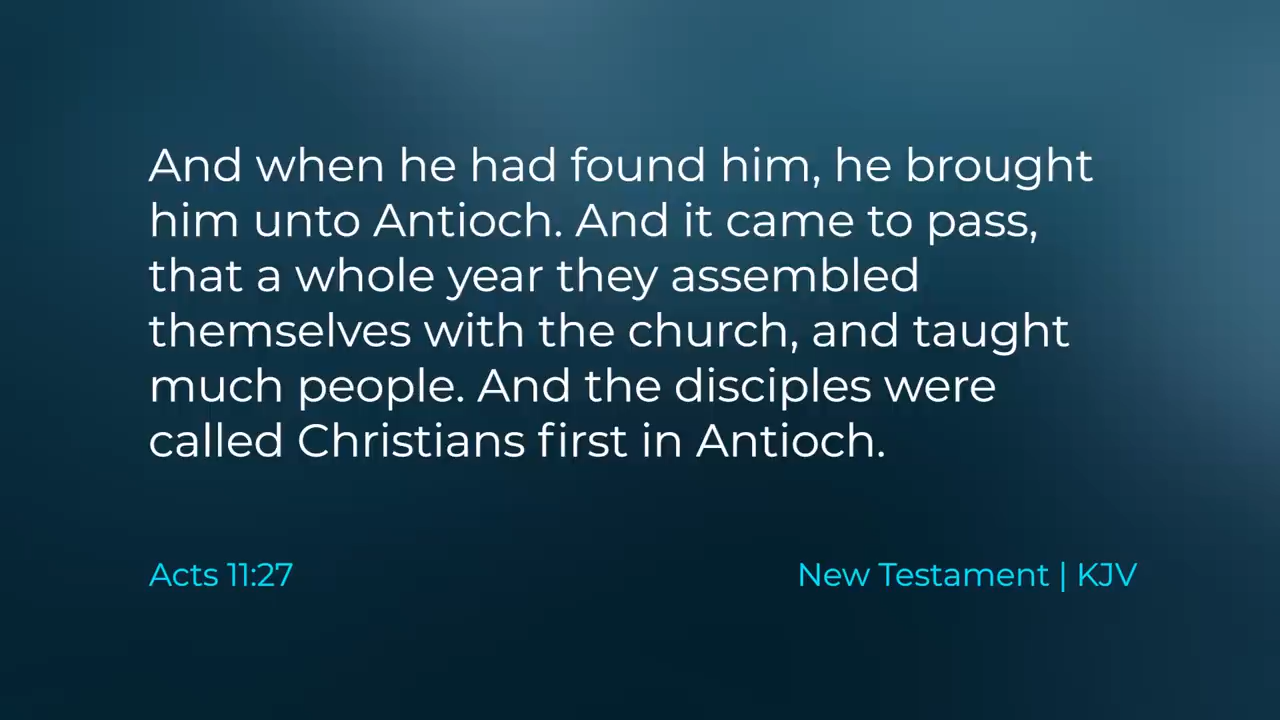 And when he had found him, he brought
him unto Antioch. And it came to pass,
that a whole year they assembled
themselves with the church, and taught
much people. And the disciples were
called Christians first in Antioch.
Acts 11:27
New Testament | KJV